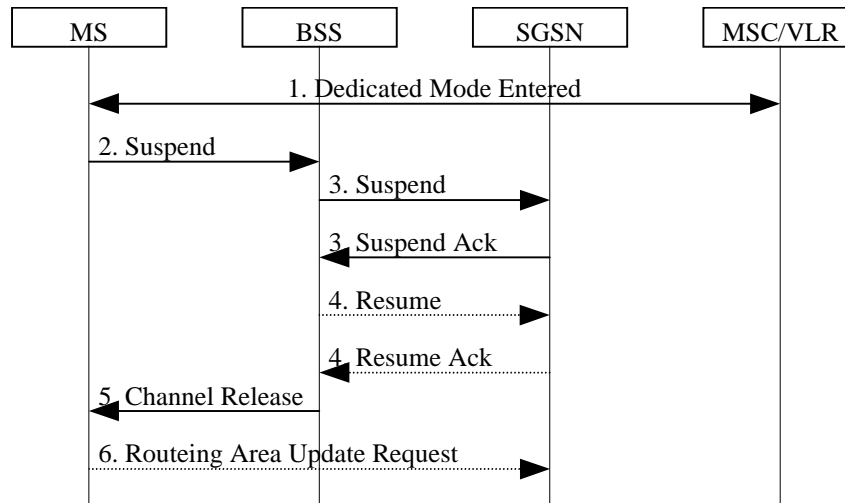 MS BSS SGSN MSC/VLR
1. Dedicated Mode Entered
2. Suspend
3. Suspend
3. Suspend Ack
4. Resume
4. Resume Ack
5. Channel Release
6. Routeing Area Update Request